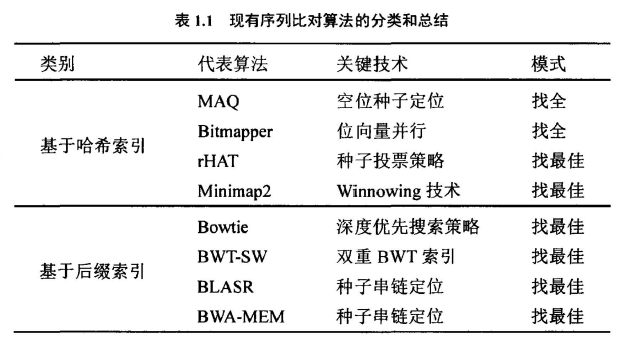 表 1.1 现有序列比对算法的分类和总结
类别 代表算法 关键技术 模式
MAQ 空位种子定位 找全
Bitmapper 位向量并行 找全
基于哈希索引
rHAT 种子投票策略 找最佳
Minimap2 Winnowing 技术 找最佳
Bowtie 深度优先搜索策略 找最佳
BWT-SW 双重 BWT 索引 找最佳
基于后缀索引
BLASR 种子串链定位 找最佳
BWA-MEM 种子串链定位 找最佳